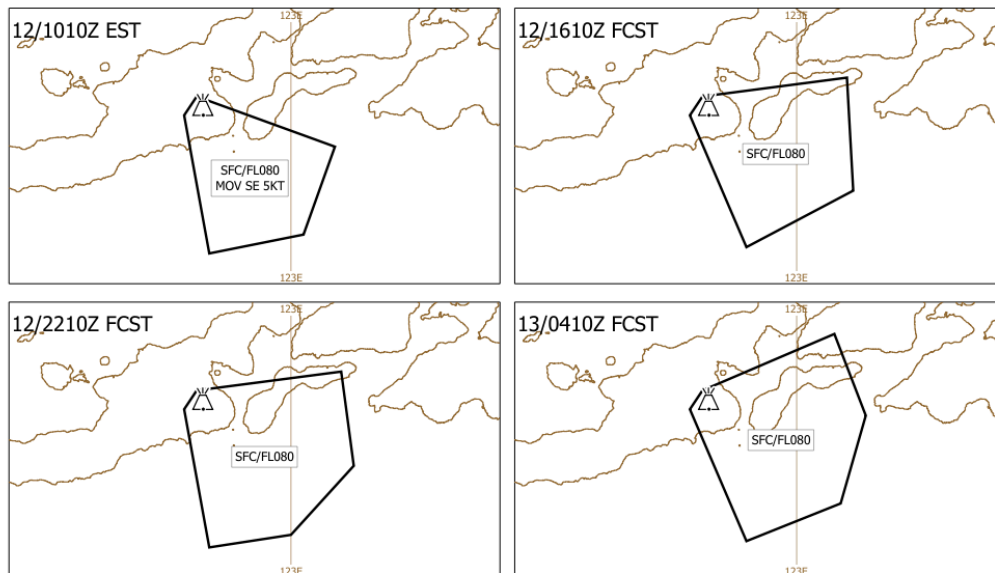 12/1010Z EST
123E
SFC/FL080
MOV SE 5KT
123E
12/1610Z FCST
123E
SFC/FL080
123E
12/2210Z FCST
123E
SFC/FL080
123E
13/0410Z FCST
123E
SFC/FL080
123E